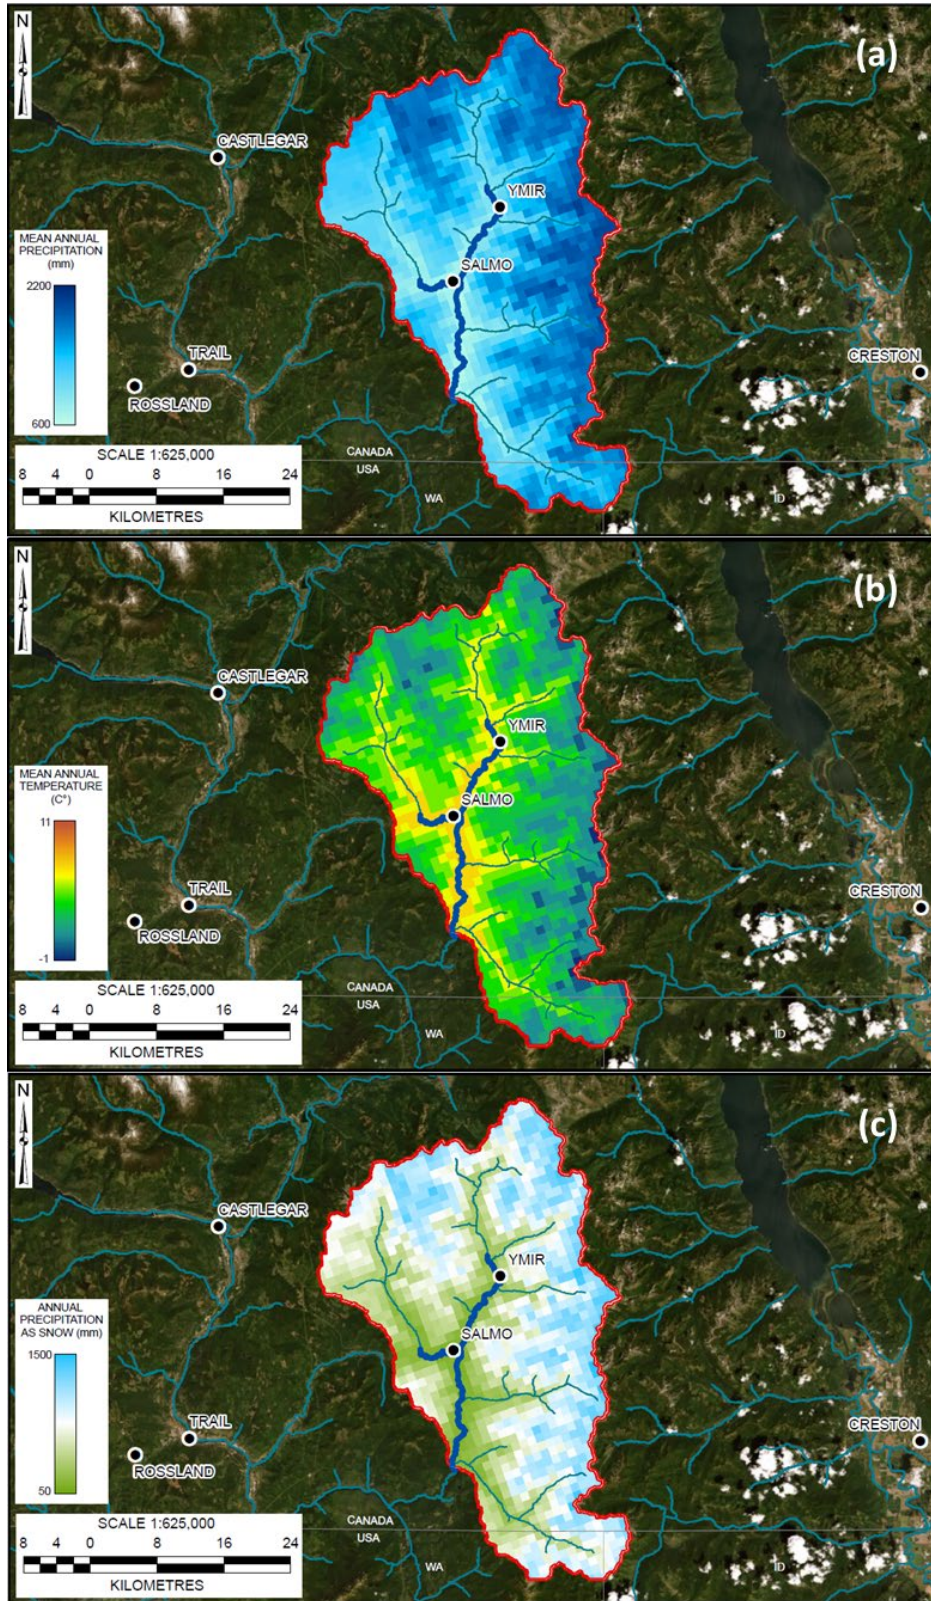 N
(a)
CASTLEGAR
YMIR
MEAN ANNUAL
PRECIPITATION
(mm)
2200
600
SALMO
TRAIL
ROSSLAND
CRESTON
SCALE 1:625,000
8 4 0 8 16 24
KILOMETRES
CANADA
USA
WA
ID
N
(b)
CASTLEGAR
YMIR
MEAN ANNUAL
TEMPERATURE
(C°)
11
-1
SALMO
TRAIL
ROSSLAND
CRESTON
SCALE 1:625,000
8 4 0 8 16 24
KILOMETRES
CANADA
USA
WA
ID
N
(c)
CASTLEGAR
YMIR
ANNUAL
PRECIPITATION
AS SNOW (mm)
1500
50
SALMO
TRAIL
ROSSLAND
CRESTON
SCALE 1:625,000
8 4 0 8 16 24
KILOMETRES
CANADA
USA
WA
ID